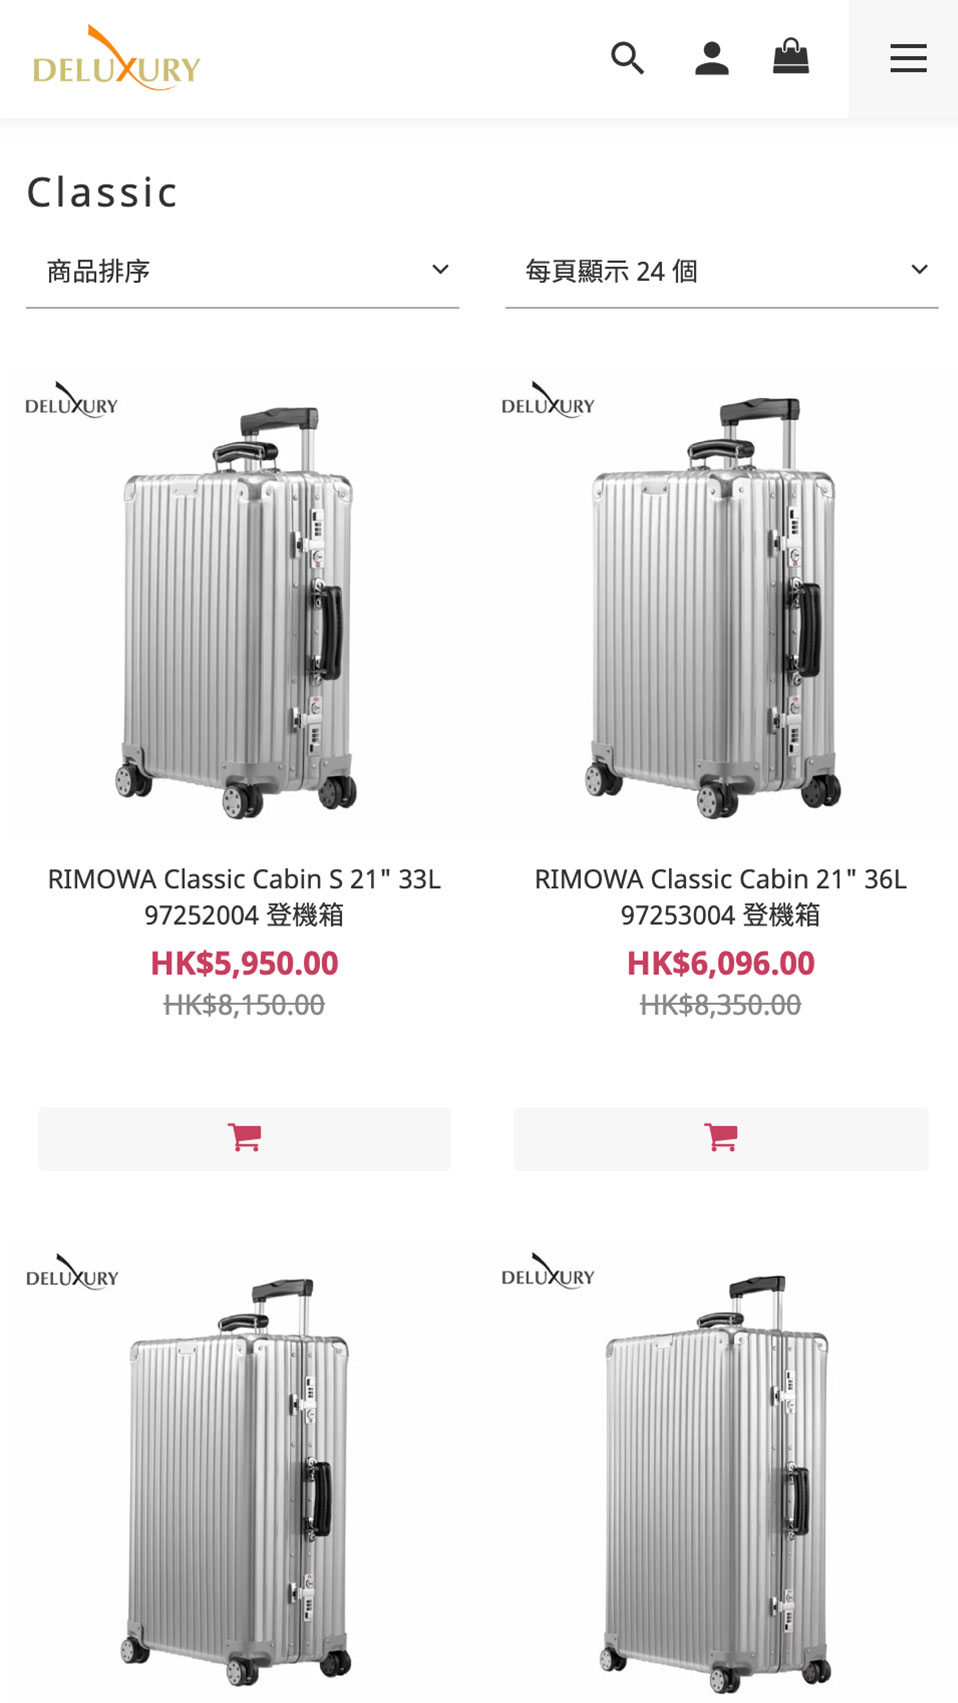 DELUXURY
Classic
商品排序
每頁顯示 24 個
DELUXURY
DELUXURY
RIMOWA Classic Cabin S 21" 33L
97252004 登機箱
HK$5,950.00
HK$8,150.00
RIMOWA Classic Cabin 21" 36L
97253004 登機箱
HK$6,096.00
HK$8,350.00
DELUXURY
DELUXURY